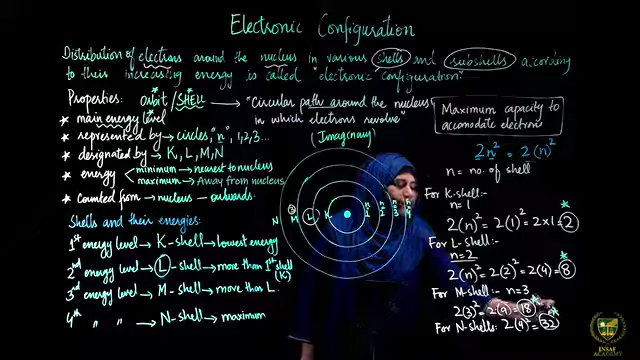 Electronic Configuration
Distribution of electrons around the nucleus in various shells and subshells according
to their increasing energy is called "electronic configuration"
Properties: orbit/SHELL → "Circular path around the nucleus
in which electrons revolve"
(Imaginary)
* main energy level
* represented by → circles, "n", 1,2,3...
* designated by → K, L, M, N
* energy minimum → nearest to nucleus
maximum → Away from nucleus
* counted from → nucleus - outwards.
Shells and their energies:
1st energy level → K-shell → lowest energy
2nd energy level → L-shell → more than 1st shell
(K)
3rd energy level → M-shell → more than L.
4th " " → N-shell → maximum
N M L K
Maximum capacity to
accomodate electrons
2n² = 2(n)²
n = no. of shell
For K-shell:-
n=1
2(n)² = 2(1)² = 2×1 = 2
For L-shell:-
n=2
2(n)² = 2(2)² = 2(4) = 8
For M-shell:- n=3
2(3)² = 2(9) = 18
For N-shells: 2(4)² = 32
ENSAF
ACADEMY